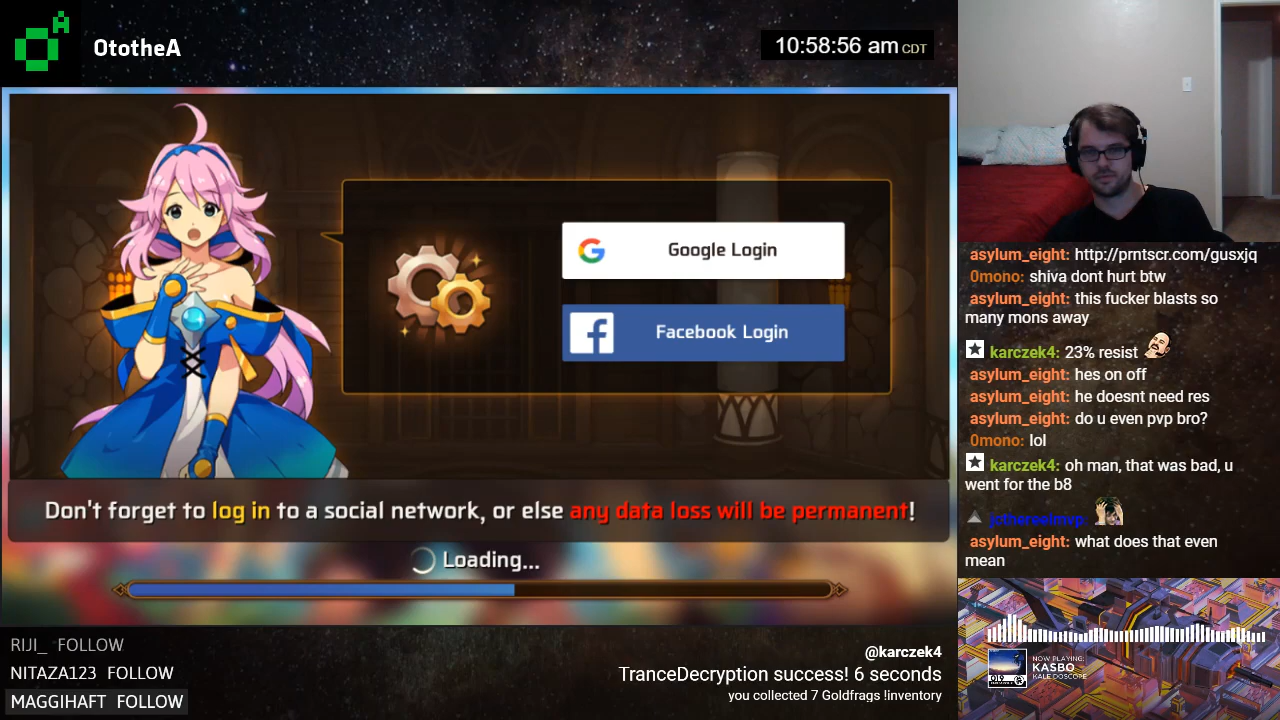 OtotheA
10:58:56 am CDT
Google Login
Facebook Login
Don't forget to log in to a social network, or else any data loss will be permanent!
Loading...
RIJI_ FOLLOW
NITAZA123 FOLLOW
MAGGIHAFT FOLLOW
@karczek4
TranceDecryption success! 6 seconds
you collected 7 Goldfrags !inventory
asylum_eight: http://prntscr.com/gusxjq
0mono: shiva dont hurt btw
asylum_eight: this fucker blasts so
many mons away
karczek4: 23% resist
asylum_eight: hes on off
asylum_eight: he doesnt need res
asylum_eight: do u even pvp bro?
0mono: lol
karczek4: oh man, that was bad, u
went for the b8
jcthereelmvp:
asylum_eight: what does that even
mean
NOW PLAYING:
KASBO